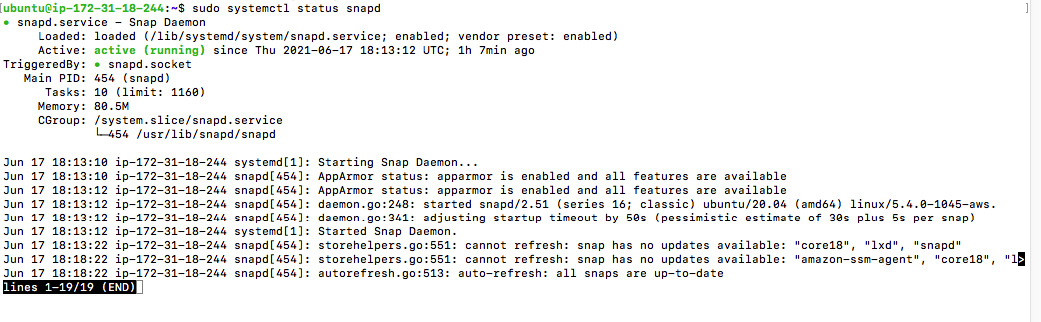 [ubuntu@ip-172-31-18-244:~$ sudo systemctl status snapd ]
● snapd.service - Snap Daemon
Loaded: loaded (/lib/systemd/system/snapd.service; enabled; vendor preset: enabled)
Active: active (running) since Thu 2021-06-17 18:13:12 UTC; 1h 7min ago
TriggeredBy: ● snapd.socket
Main PID: 454 (snapd)
Tasks: 10 (limit: 1160)
Memory: 80.5M
CGroup: /system.slice/snapd.service
└─454 /usr/lib/snapd/snapd
Jun 17 18:13:10 ip-172-31-18-244 systemd[1]: Starting Snap Daemon...
Jun 17 18:13:10 ip-172-31-18-244 snapd[454]: AppArmor status: apparmor is enabled and all features are available
Jun 17 18:13:12 ip-172-31-18-244 snapd[454]: AppArmor status: apparmor is enabled and all features are available
Jun 17 18:13:12 ip-172-31-18-244 snapd[454]: daemon.go:248: started snapd/2.51 (series 16; classic) ubuntu/20.04 (amd64) linux/5.4.0-1045-aws.
Jun 17 18:13:12 ip-172-31-18-244 snapd[454]: daemon.go:341: adjusting startup timeout by 50s (pessimistic estimate of 30s plus 5s per snap)
Jun 17 18:13:12 ip-172-31-18-244 systemd[1]: Started Snap Daemon.
Jun 17 18:13:22 ip-172-31-18-244 snapd[454]: storehelpers.go:551: cannot refresh: snap has no updates available: "core18", "lxd", "snapd"
Jun 17 18:18:22 ip-172-31-18-244 snapd[454]: storehelpers.go:551: cannot refresh: snap has no updates available: "amazon-ssm-agent", "core18", "l>
Jun 17 18:18:22 ip-172-31-18-244 snapd[454]: autorefresh.go:513: auto-refresh: all snaps are up-to-date
lines 1-19/19 (END)